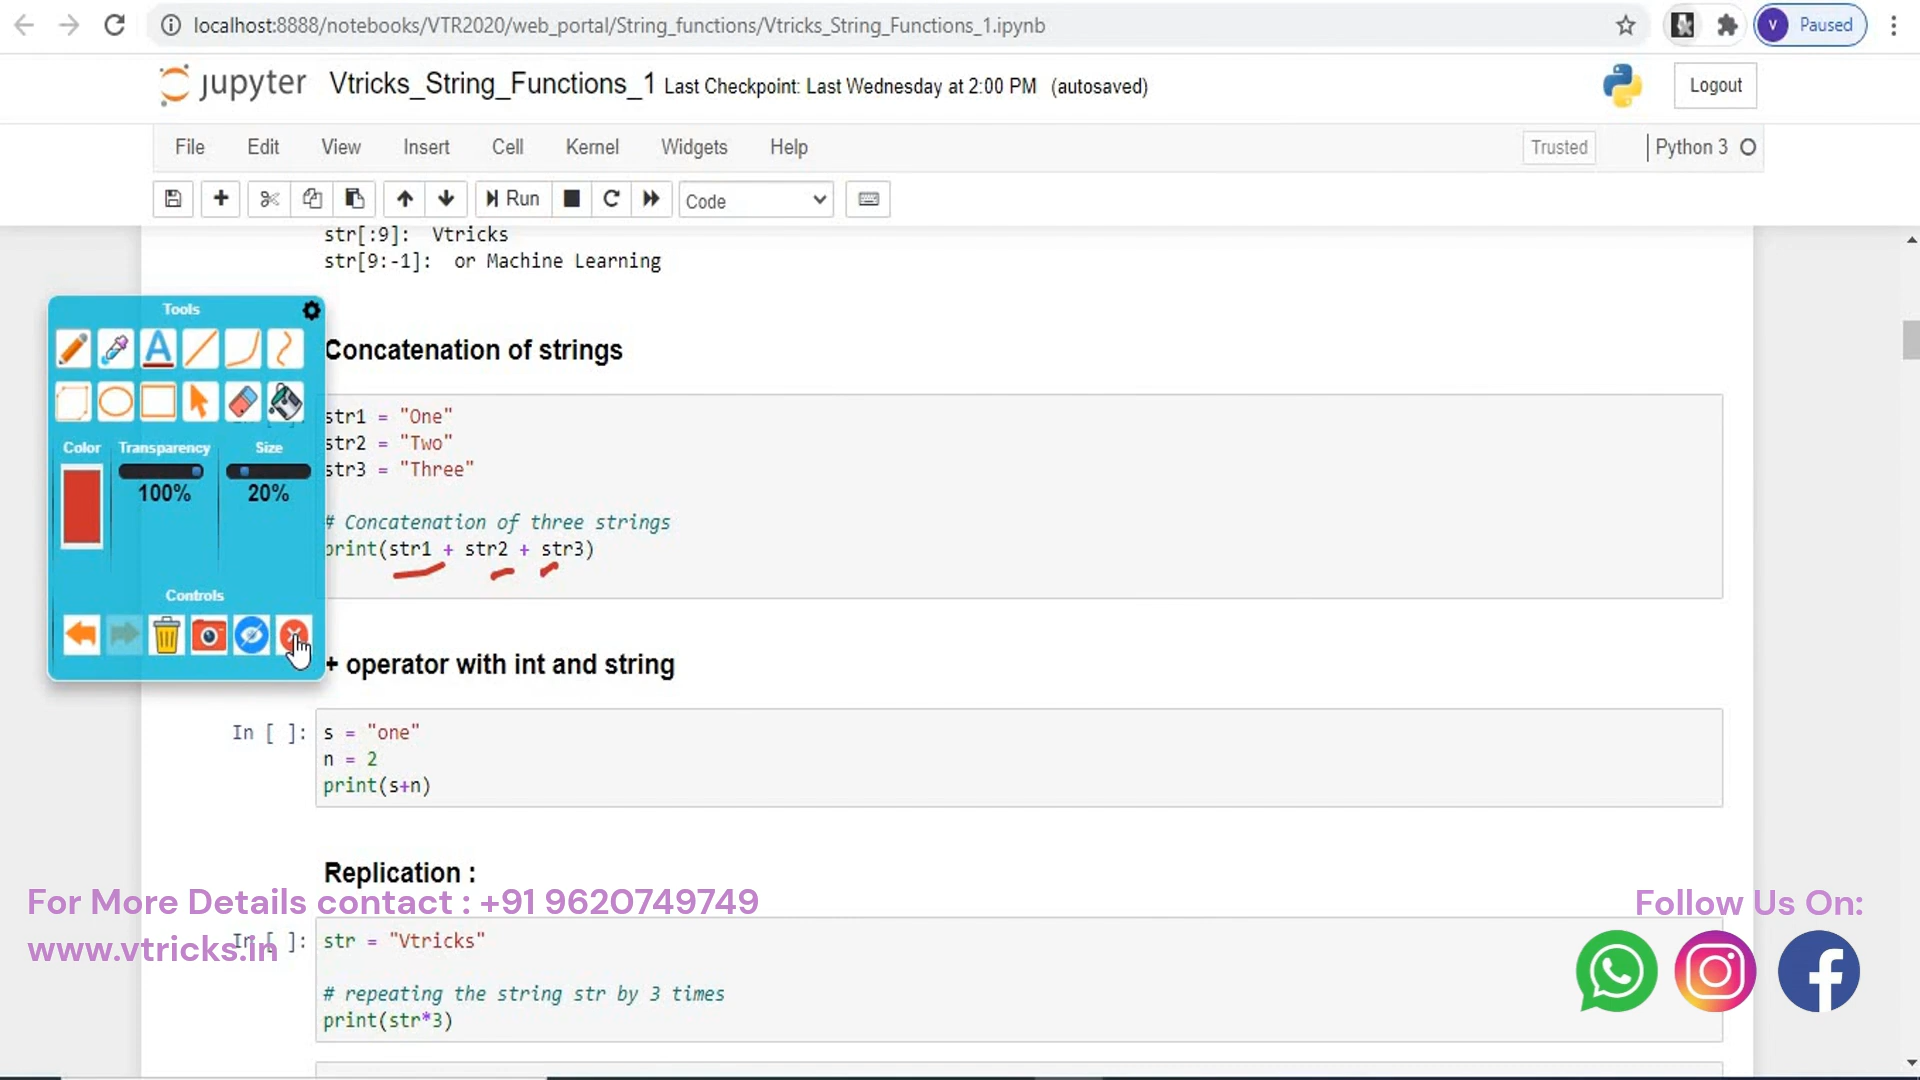 localhost:8888/notebooks/VTR2020/web_portal/String_functions/Vtricks_String_Functions_1.ipynb
V Paused
jupyter Vtricks_String_Functions_1 Last Checkpoint: Last Wednesday at 2:00 PM (autosaved)
Logout
File Edit View Insert Cell Kernel Widgets Help
Trusted Python 3
Run Code
str[:9]: Vtricks
str[9:-1]: or Machine Learning
Tools
Color Transparency Size
100% 20%
Controls
Concatenation of strings
str1 = "One"
str2 = "Two"
str3 = "Three"
# Concatenation of three strings
print(str1 + str2 + str3)
+ operator with int and string
In [ ]: s = "one"
n = 2
print(s+n)
Replication :
In [ ]: str = "Vtricks"
# repeating the string str by 3 times
print(str*3)
For More Details contact : +91 9620749749
www.vtricks.in
Follow Us On: